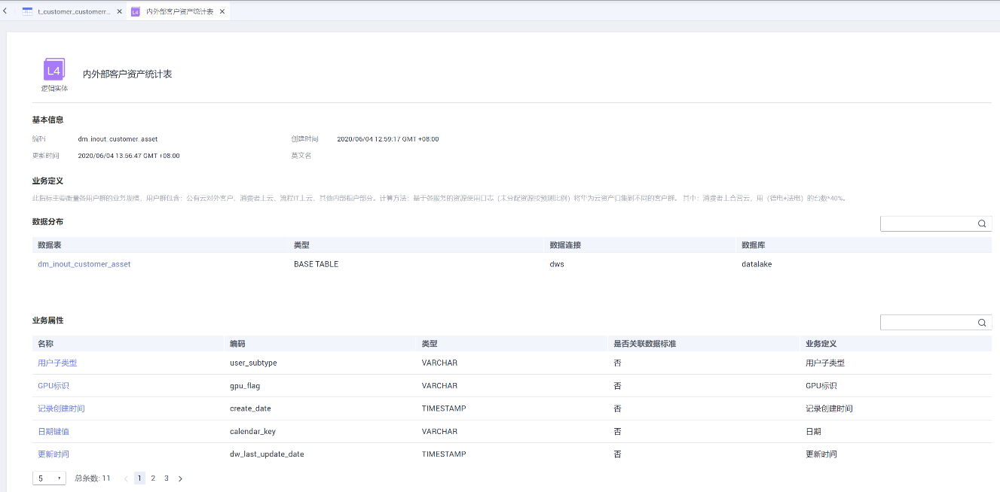 t_customer_customerr...
L4 内外部客户资产统计表
L4
内外部客户资产统计表
逻辑实体
基本信息
编码 dm_inout_customer_asset 创建时间 2020/06/04 12:59:17 GMT +08:00
更新时间 2020/06/04 13:56:47 GMT +08:00 英文名
业务定义
此指标主要衡量各用户群的业务规模，用户群包含：公有云对外客户、消费者上云、流程IT上云、其他内部租户部分。计算方法：基于各服务的资源使用日志（未分配资源按预测比例）将华为云资产归集到不同的客户群。 其中：消费者上合营云，用（德电+法电）的台数*40%。
数据分布
数据表 类型 数据连接 数据库
dm_inout_customer_asset BASE TABLE dws datalake
业务属性
名称 编码 类型 是否关联数据标准 业务定义
用户子类型 user_subtype VARCHAR 否 用户子类型
GPU标识 gpu_flag VARCHAR 否 GPU标识
记录创建时间 create_date TIMESTAMP 否 记录创建时间
日期键值 calendar_key VARCHAR 否 日期
更新时间 dw_last_update_date TIMESTAMP 否 更新时间
5 总条数: 11 1 2 3